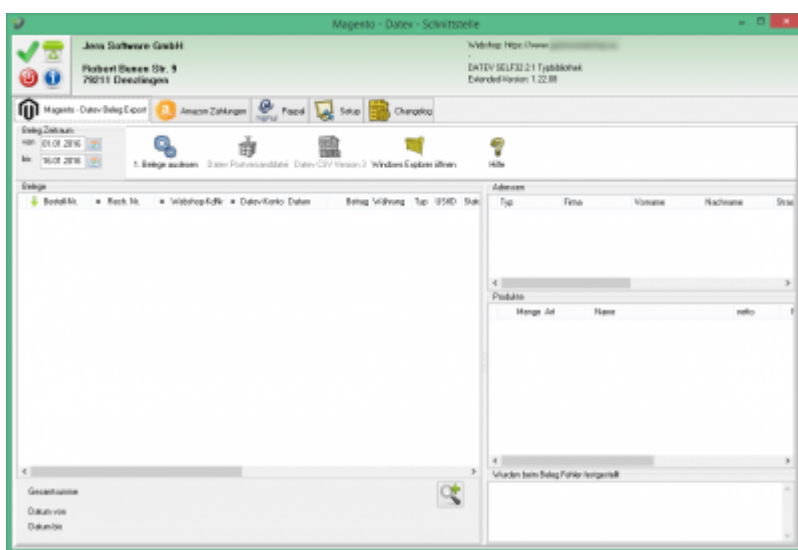 Magento - Datev - Schnittstelle
Jera Software GmbH
Robert Bunsen Str. 9
79211 Denzlingen
Webshop: https://www.
DATEV SELF32 2.1 Typbibliothek
Extended-Version: 1.22.88
Magento - Datev Beleg Export
Amazon Zahlungen
Paypal
Setup
Changelog
Beleg Zeitraum
von 01.01.2016
bis 16.01.2016
1. Belege auslesen
Datev Postversanddatei
Datev CSV Version 3
Windows Explorer öffnen
Hilfe
Belege
Bestell-Nr. Rech. Nr. Webshop-KdNr Datev Konto Datum Betrag Währung Typ USt-ID
Adressen
Typ Firma Vorname Nachname
Produkte
Menge Art Name netto
Wurden beim Beleg Fehler festgestellt
Gesamtsumme
Datum von
Datum bis